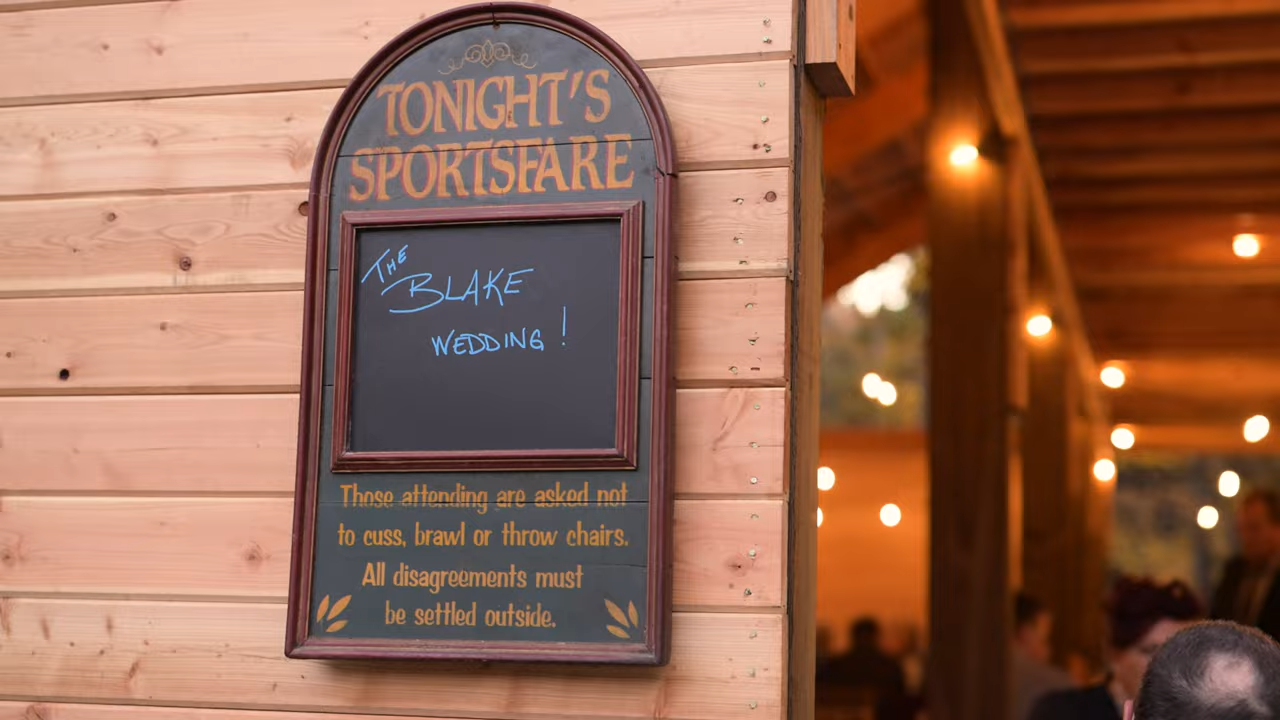 TONIGHT'S
SPORTSFARE
THE
BLAKE
WEDDING!
Those attending are asked not
to cuss, brawl or throw chairs.
All disagreements must
be settled outside.